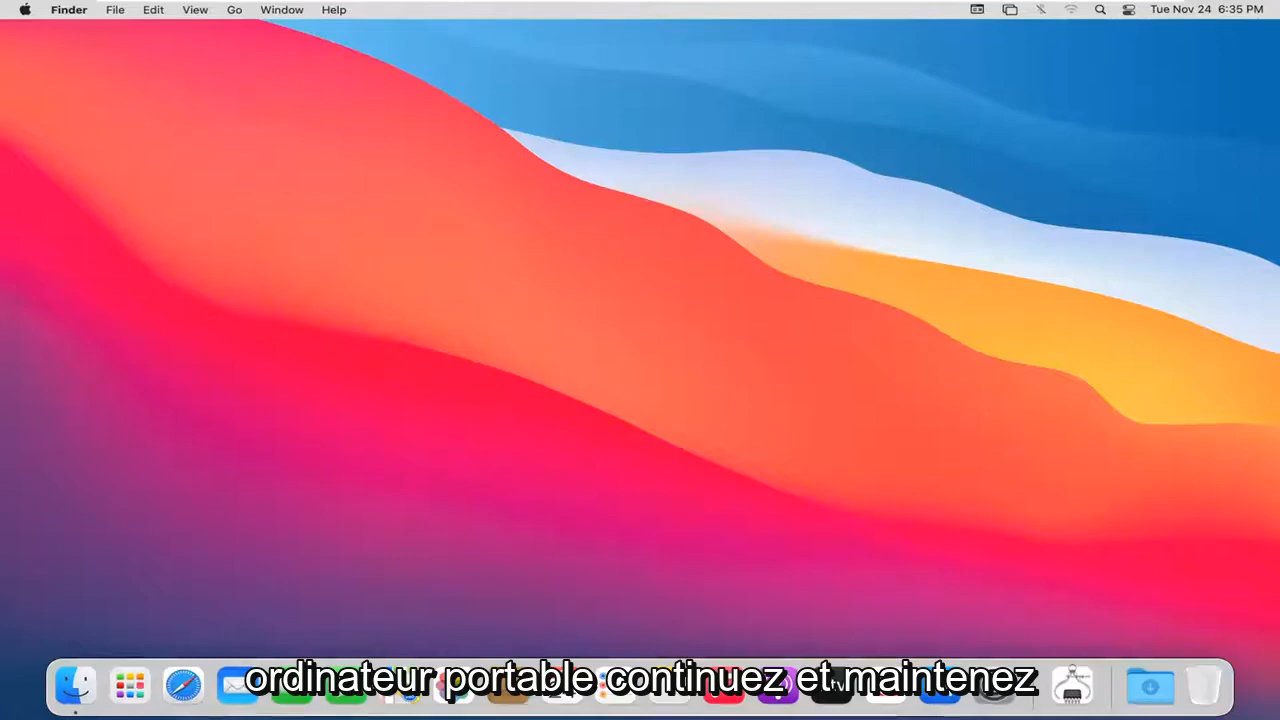 Finder File Edit View Go Window Help Tue Nov 24 6:35 PM
ordinateur portable continuez et maintenez